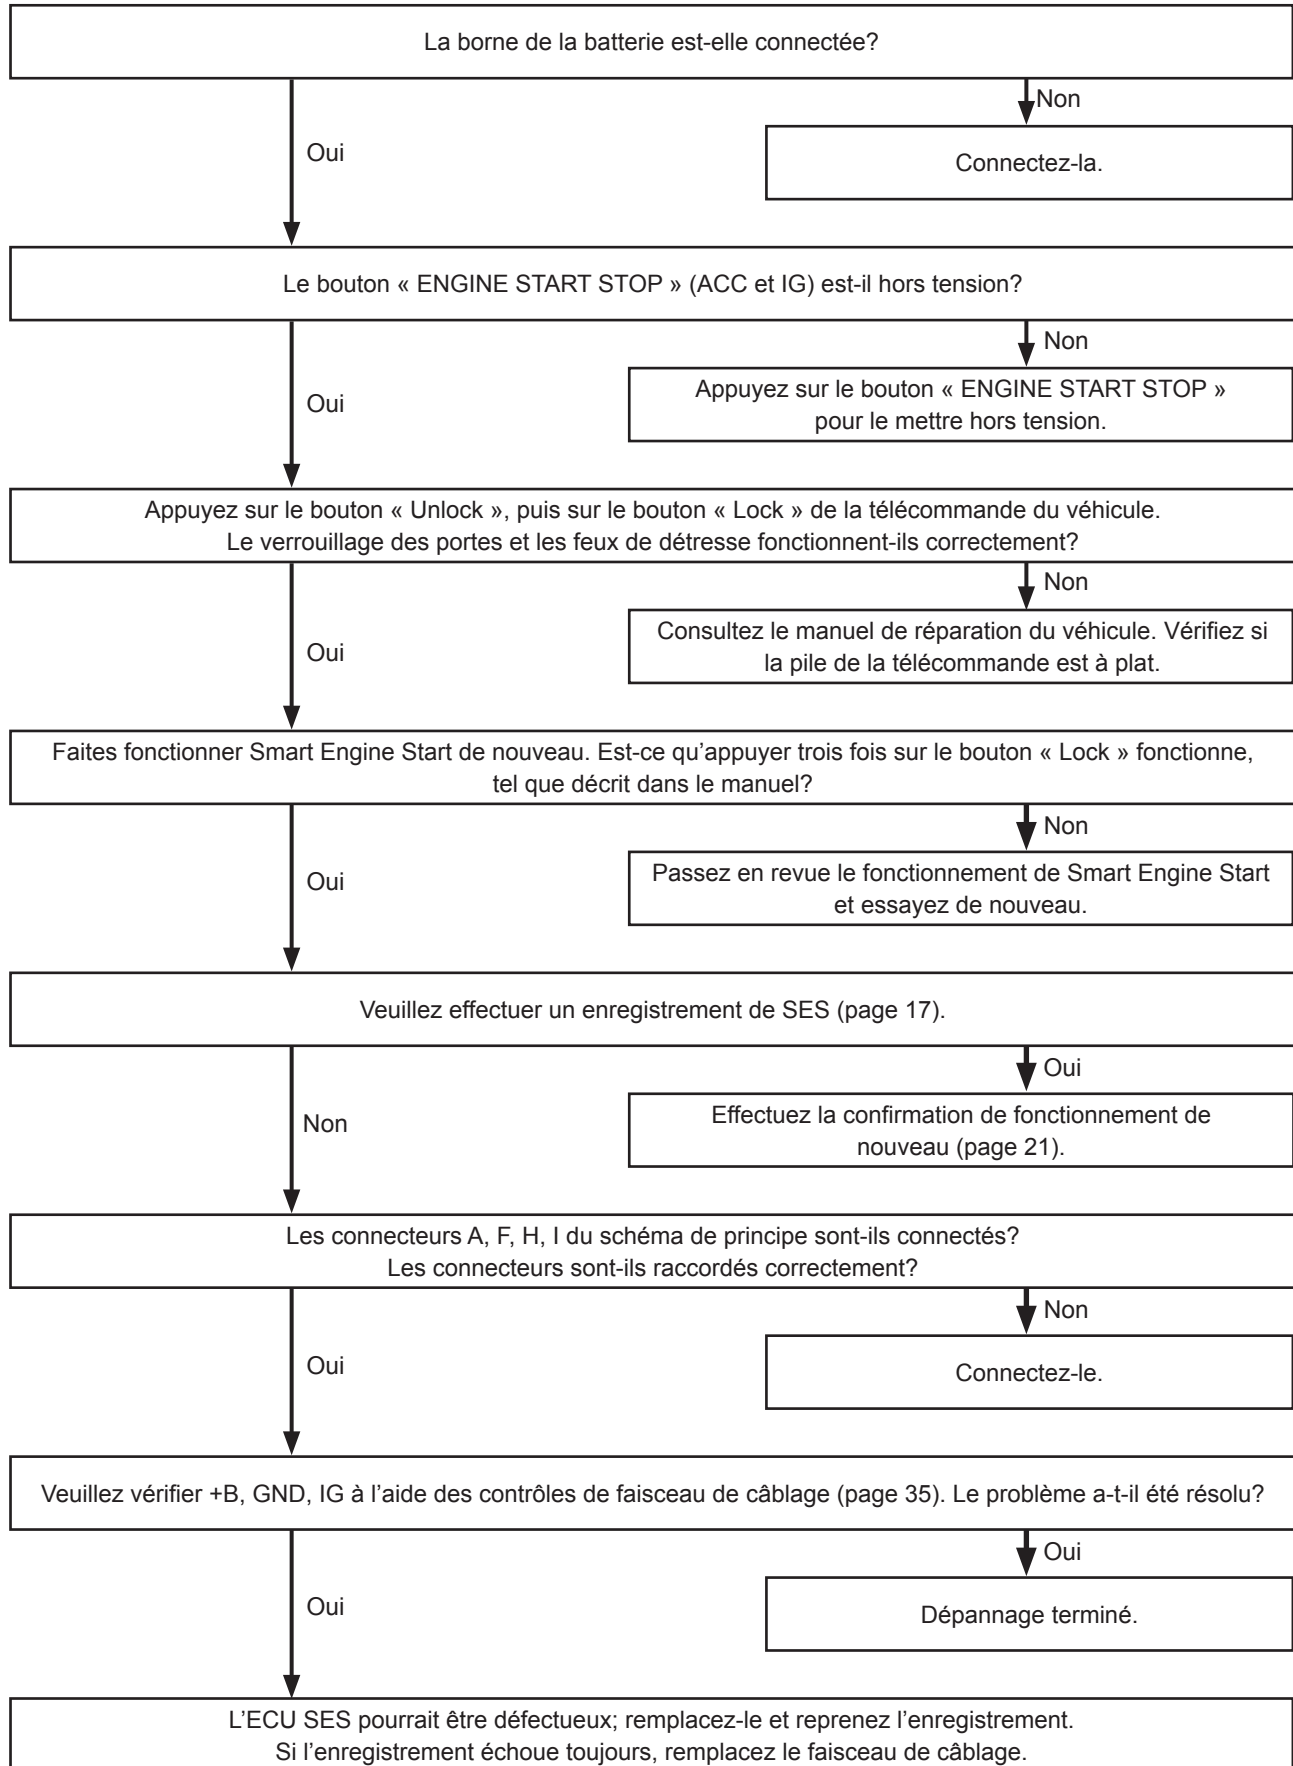 La borne de la batterie est-elle connectée?
Non
Oui
Connectez-la.
Le bouton « ENGINE START STOP » (ACC et IG) est-il hors tension?
Non
Oui
Appuyez sur le bouton « ENGINE START STOP »
pour le mettre hors tension.
Appuyez sur le bouton « Unlock », puis sur le bouton « Lock » de la télécommande du véhicule.
Le verrouillage des portes et les feux de détresse fonctionnent-ils correctement?
Non
Oui
Consultez le manuel de réparation du véhicule. Vérifiez si
la pile de la télécommande est à plat.
Faites fonctionner Smart Engine Start de nouveau. Est-ce qu’appuyer trois fois sur le bouton « Lock » fonctionne,
tel que décrit dans le manuel?
Non
Oui
Passez en revue le fonctionnement de Smart Engine Start
et essayez de nouveau.
Veuillez effectuer un enregistrement de SES (page 17).
Oui
Non
Effectuez la confirmation de fonctionnement de
nouveau (page 21).
Les connecteurs A, F, H, I du schéma de principe sont-ils connectés?
Les connecteurs sont-ils raccordés correctement?
Non
Oui
Connectez-le.
Veuillez vérifier +B, GND, IG à l’aide des contrôles de faisceau de câblage (page 35). Le problème a-t-il été résolu?
Oui
Oui
Dépannage terminé.
L’ECU SES pourrait être défectueux; remplacez-le et reprenez l’enregistrement.
Si l’enregistrement échoue toujours, remplacez le faisceau de câblage.